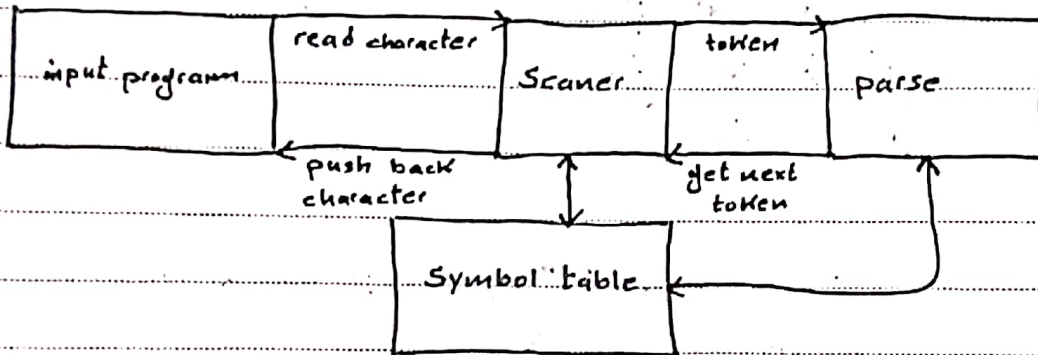 read character
token
input program
Scaner
parse
push back
character
get next
token
Symbol table